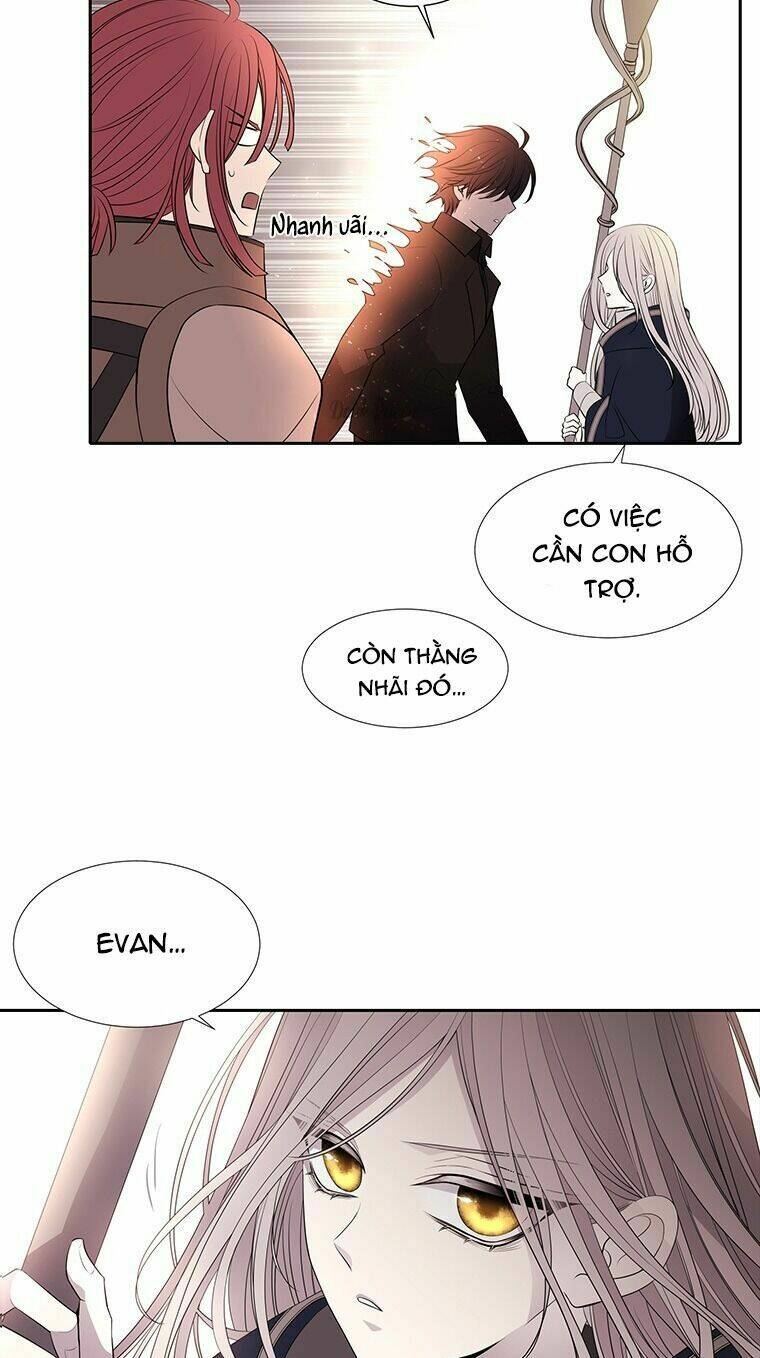 Nhanh vãi...
CÓ VIỆC
CẦN CON HỖ
TRỢ.
CÒN THẰNG
NHÃI ĐÓ...
EVAN...